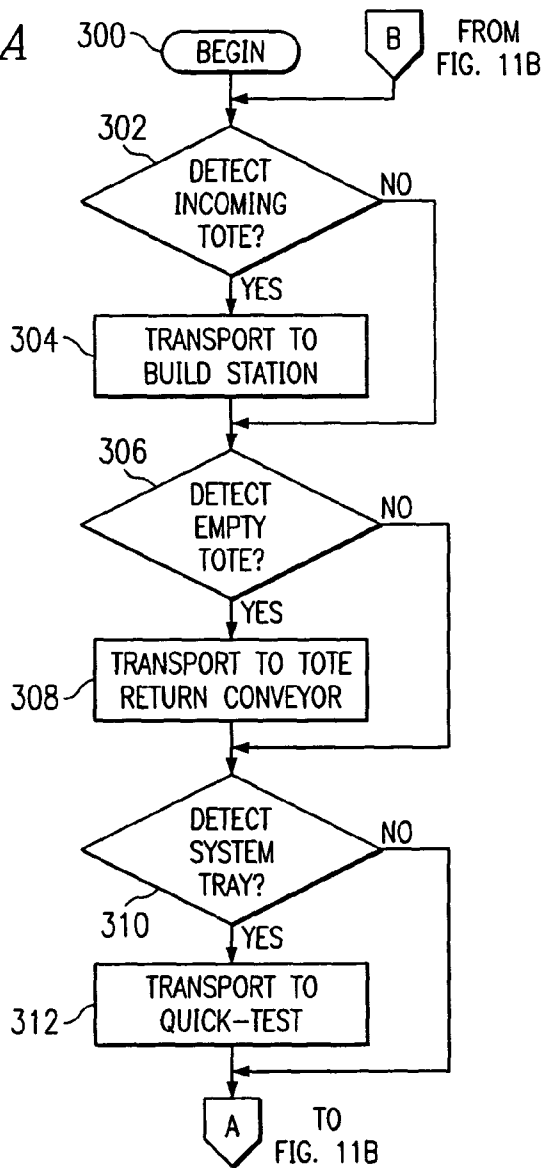 A
300
BEGIN
B
FROM
FIG. 11B
302
DETECT
INCOMING
TOTE?
NO
YES
304
TRANSPORT TO
BUILD STATION
306
DETECT
EMPTY
TOTE?
NO
YES
308
TRANSPORT TO TOTE
RETURN CONVEYOR
DETECT
SYSTEM
TRAY?
NO
310
YES
312
TRANSPORT TO
QUICK-TEST
A
TO
FIG. 11B